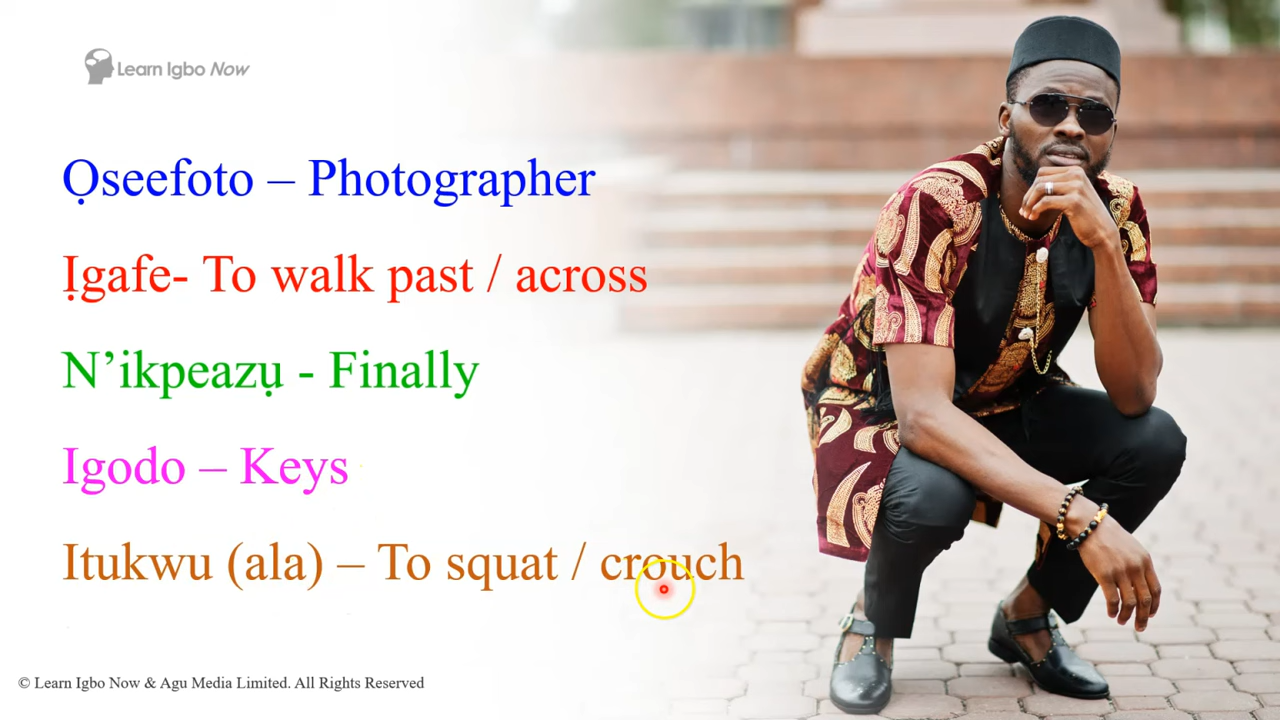 Learn Igbo Now
Ọseefoto – Photographer
Ịgafe- To walk past / across
N’ikpeazụ - Finally
Igodo – Keys
Itukwu (ala) – To squat / crouch
© Learn Igbo Now & Agu Media Limited. All Rights Reserved